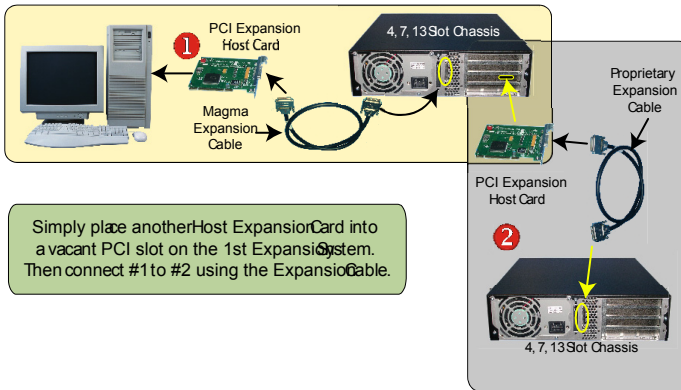 1
PCI Expansion
Host Card
4, 7, 13 Slot Chassis
Magma
Expansion
Cable
Proprietary
Expansion
Cable
PCI Expansion
Host Card
2
4, 7, 13 Slot Chassis
Simply place another Host Expansion Card into
a vacant PCI slot on the 1st Expansion System.
Then connect #1 to #2 using the Expansion Cable.